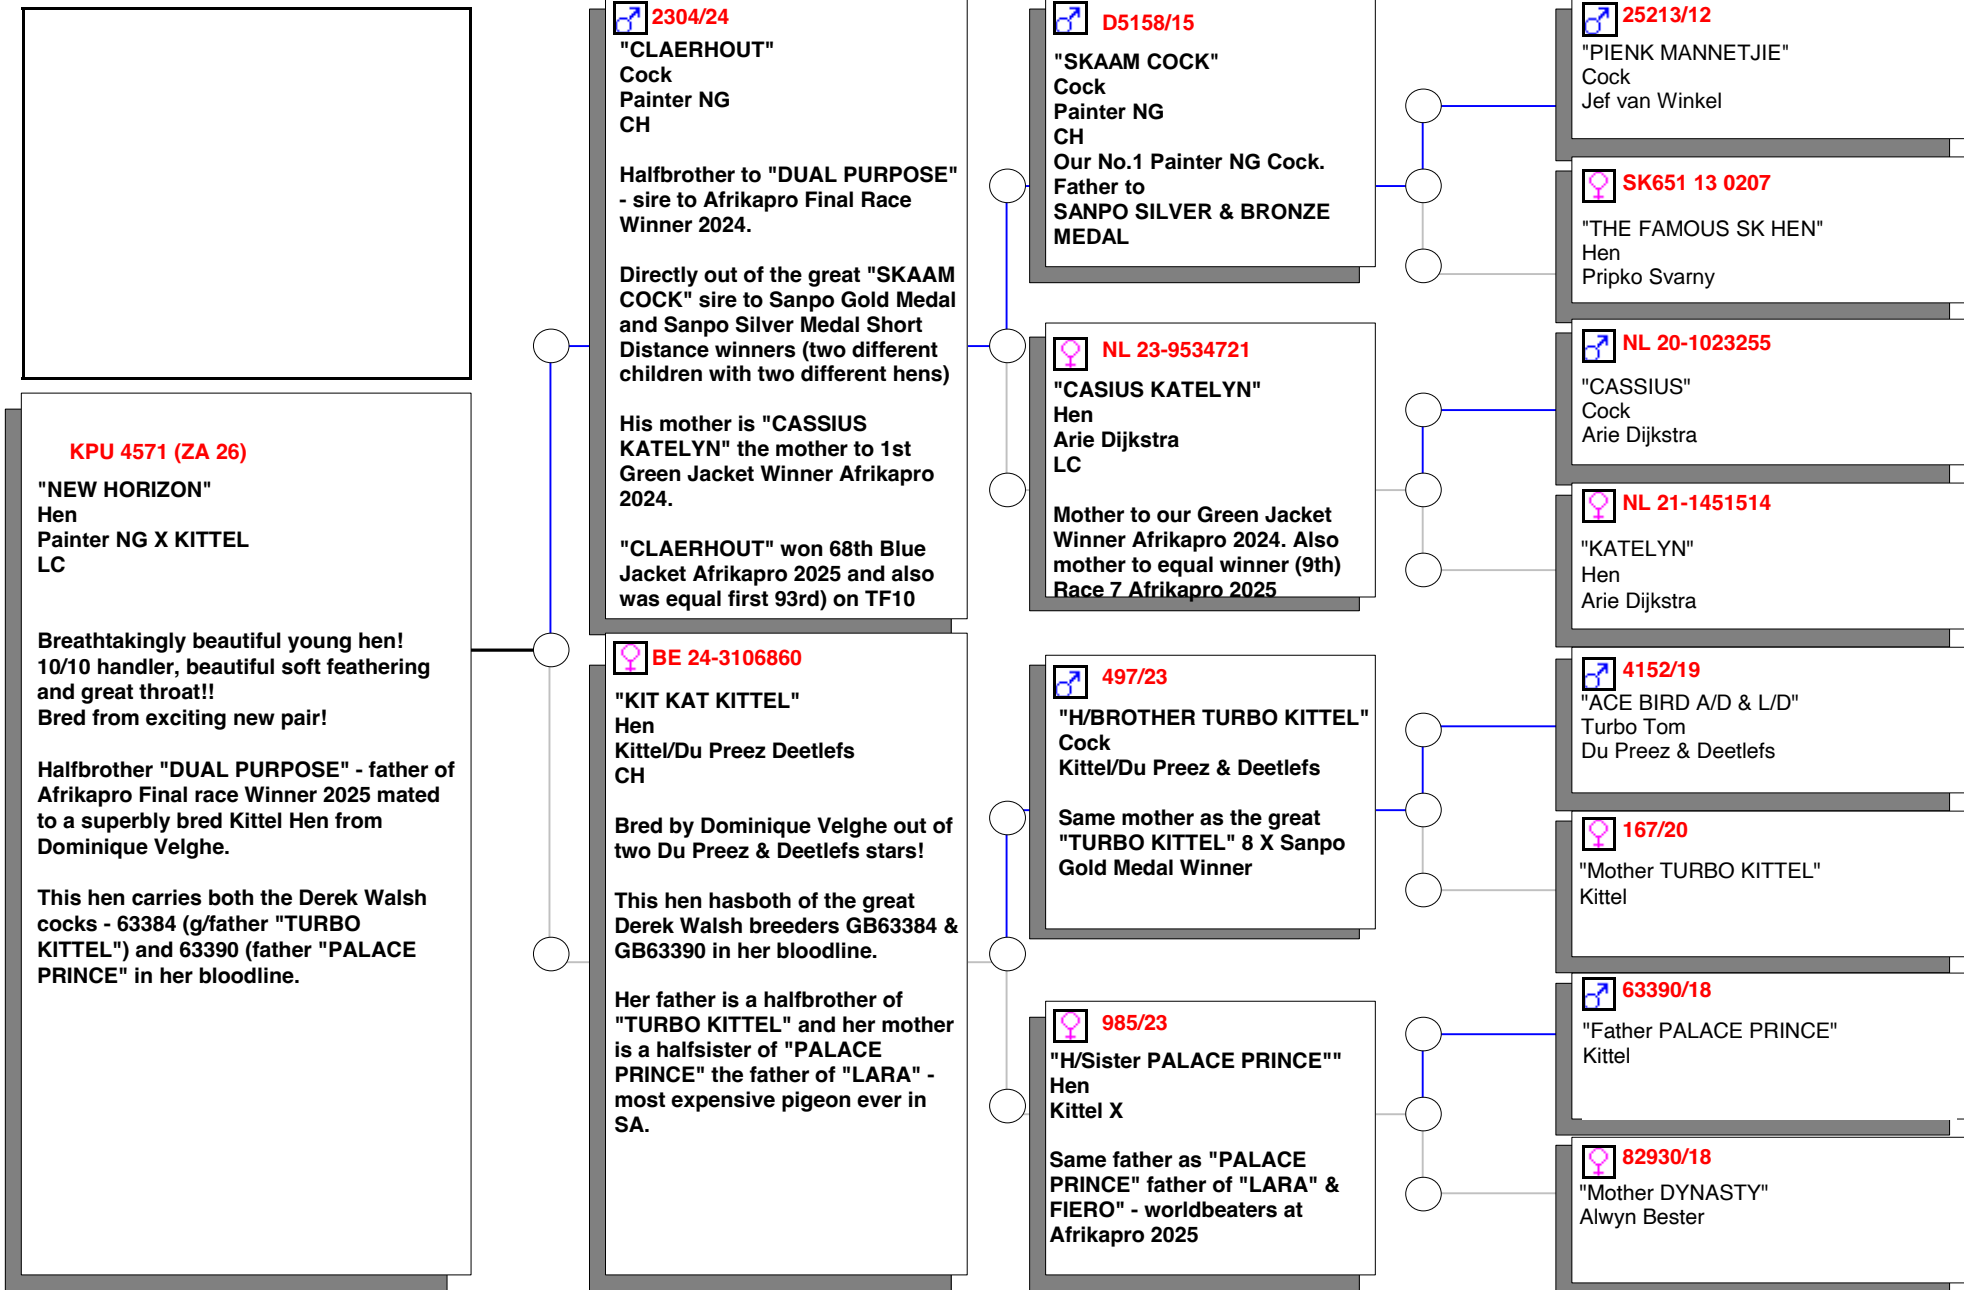 KPU 4571 (ZA 26)
"NEW HORIZON"
Hen
Painter NG X KITTEL
LC
Breathtakingly beautiful young hen!
10/10 handler, beautiful soft feathering
and great throat!!
Bred from exciting new pair!
Halfbrother "DUAL PURPOSE" - father of
Afrikapro Final race Winner 2025 mated
to a superbly bred Kittel Hen from
Dominique Velghe.
This hen carries both the Derek Walsh
cocks - 63384 (g/father "TURBO
KITTEL") and 63390 (father "PALACE
PRINCE" in her bloodline.
2304/24
"CLAERHOUT"
Cock
Painter NG
CH
Halfbrother to "DUAL PURPOSE"
- sire to Afrikapro Final Race
Winner 2024.
Directly out of the great "SKAAM
COCK" sire to Sanpo Gold Medal
and Sanpo Silver Medal Short
Distance winners (two different
children with two different hens)
His mother is "CASSIUS
KATELYN" the mother to 1st
Green Jacket Winner Afrikapro
2024.
"CLAERHOUT" won 68th Blue
Jacket Afrikapro 2025 and also
was equal first 93rd) on TF10
BE 24-3106860
"KIT KAT KITTEL"
Hen
Kittel/Du Preez Deetlefs
CH
Bred by Dominique Velghe out of
two Du Preez & Deetlefs stars!
This hen hasboth of the great
Derek Walsh breeders GB63384 &
GB63390 in her bloodline.
Her father is a halfbrother of
"TURBO KITTEL" and her mother
is a halfsister of "PALACE
PRINCE" the father of "LARA" -
most expensive pigeon ever in
SA.
D5158/15
"SKAAM COCK"
Cock
Painter NG
CH
Our No.1 Painter NG Cock.
Father to
SANPO SILVER & BRONZE
MEDAL
NL 23-9534721
"CASIUS KATELYN"
Hen
Arie Dijkstra
LC
Mother to our Green Jacket
Winner Afrikapro 2024. Also
mother to equal winner (9th)
Race 7 Afrikapro 2025
497/23
"H/BROTHER TURBO KITTEL"
Cock
Kittel/Du Preez & Deetlefs
Same mother as the great
"TURBO KITTEL" 8 X Sanpo
Gold Medal Winner
985/23
"H/Sister PALACE PRINCE""
Hen
Kittel X
Same father as "PALACE
PRINCE" father of "LARA" &
FIERO" - worldbeaters at
Afrikapro 2025
25213/12
"PIENK MANNETJIE"
Cock
Jef van Winkel
SK651 13 0207
"THE FAMOUS SK HEN"
Hen
Pripko Svarny
NL 20-1023255
"CASSIUS"
Cock
Arie Dijkstra
NL 21-1451514
"KATELYN"
Hen
Arie Dijkstra
4152/19
"ACE BIRD A/D & L/D"
Turbo Tom
Du Preez & Deetlefs
167/20
"Mother TURBO KITTEL"
Kittel
63390/18
"Father PALACE PRINCE"
Kittel
82930/18
"Mother DYNASTY"
Alwyn Bester